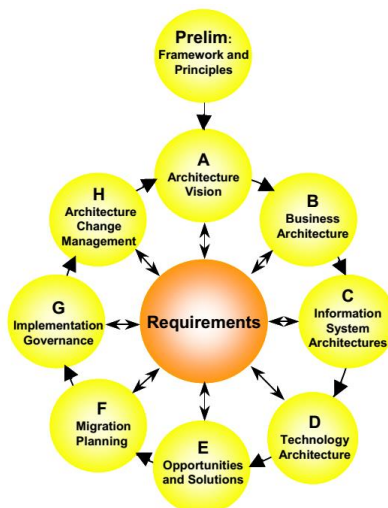 Prelim:
Framework and
Principles
A
Architecture
Vision
B
Business
Architecture
C
Information
System
Architectures
D
Technology
Architecture
E
Opportunities
and Solutions
F
Migration
Planning
G
Implementation
Governance
H
Architecture
Change
Management
Requirements